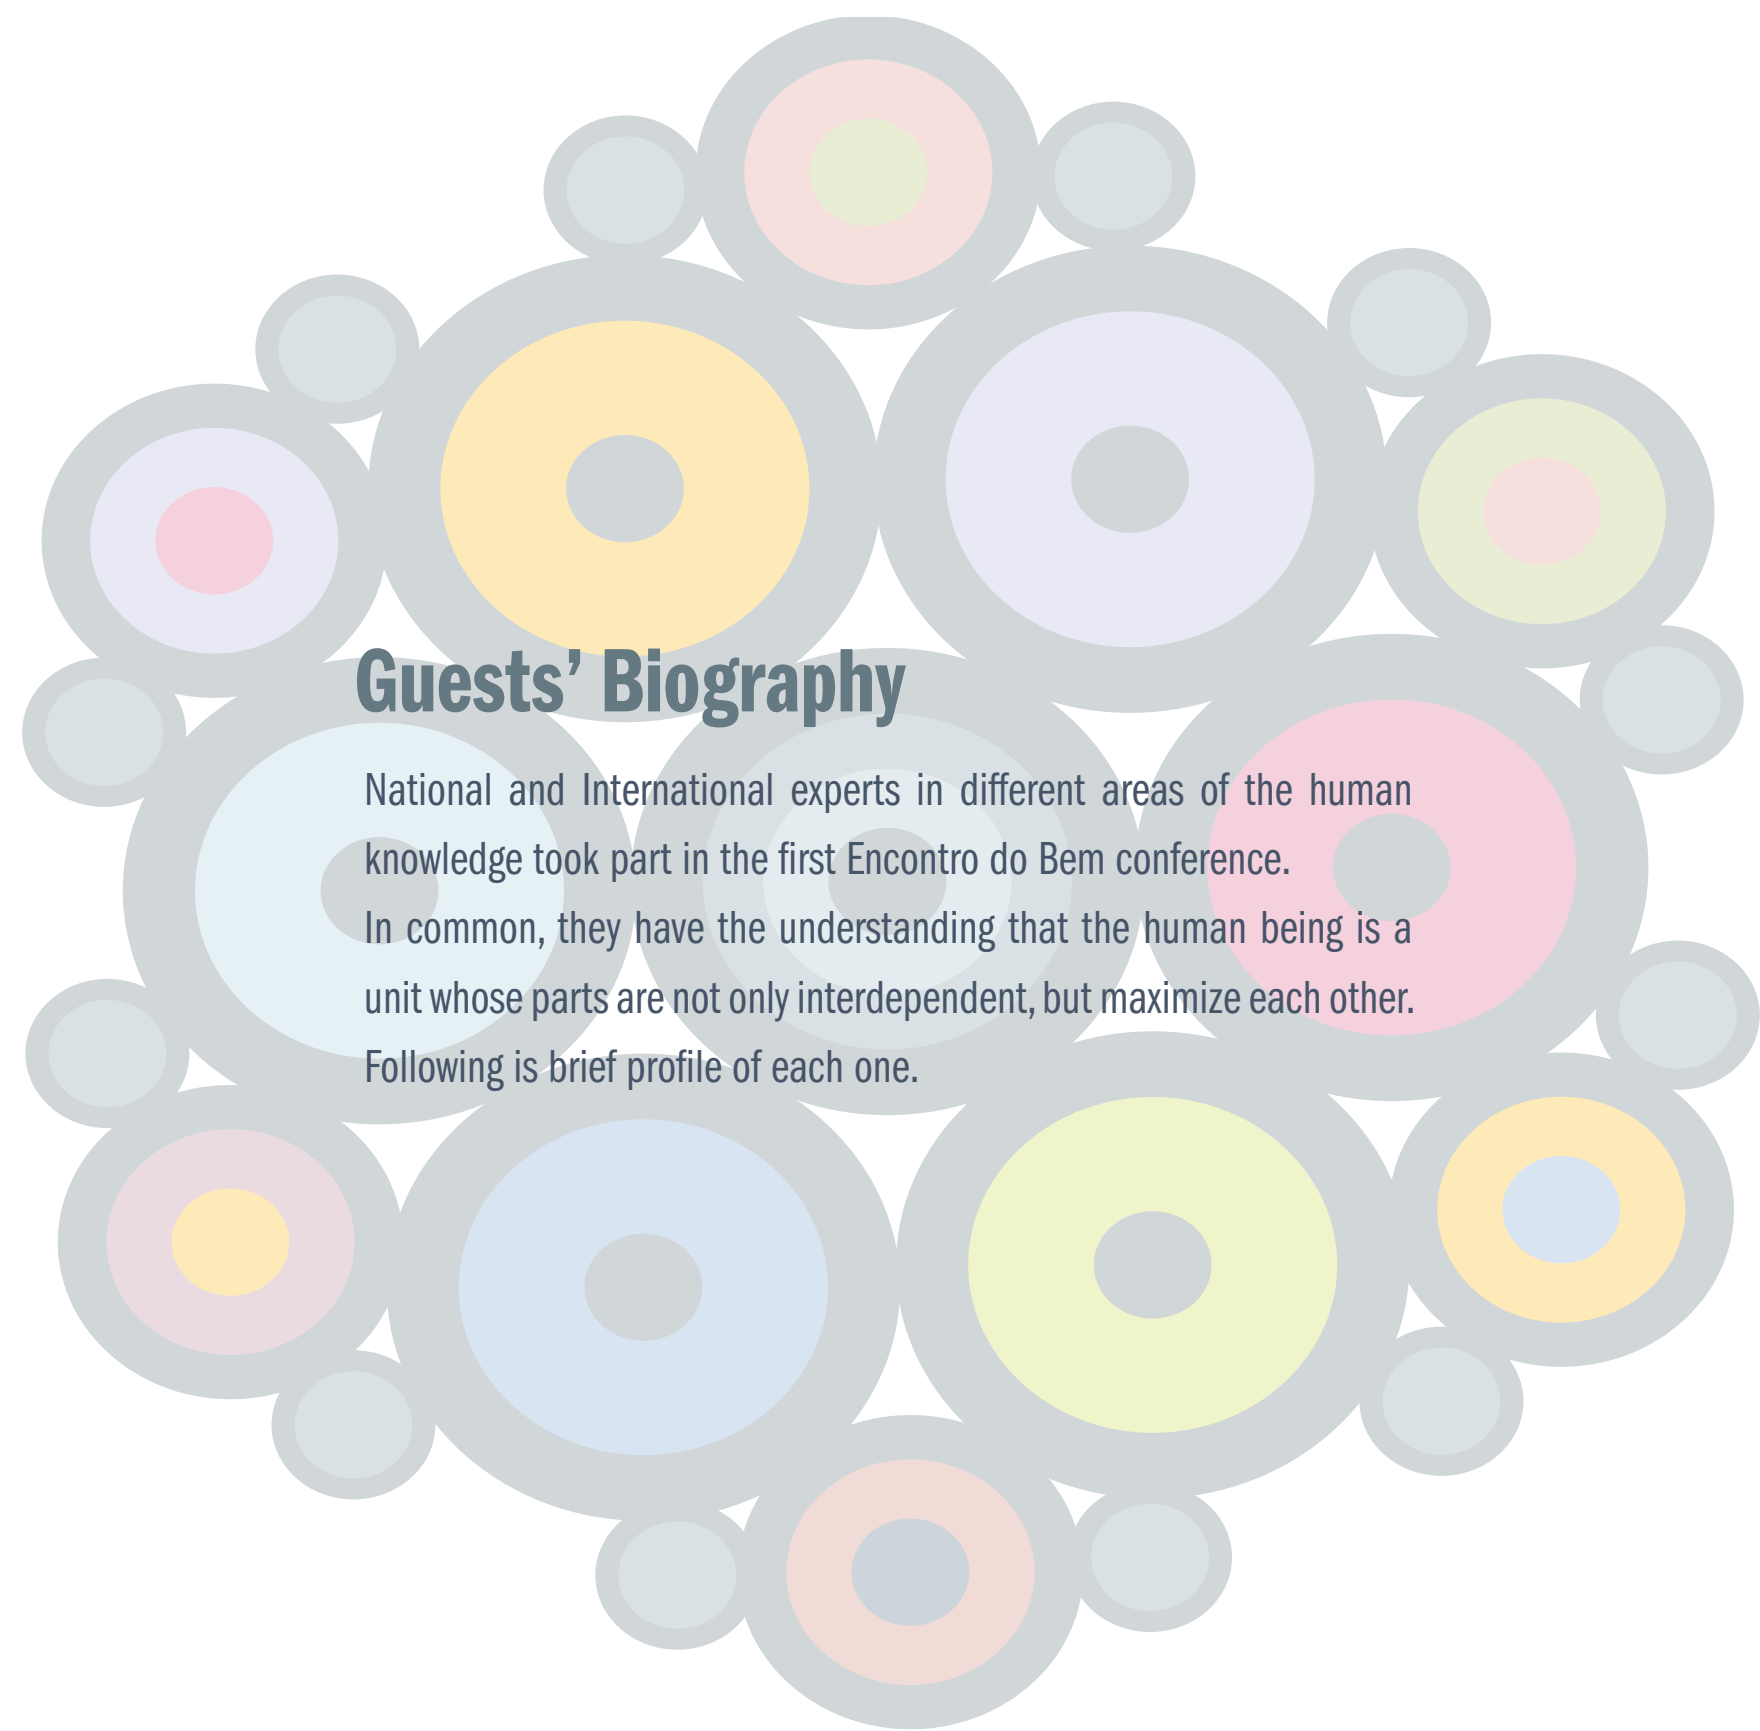 Guests’ Biography
National and International experts in different areas of the human
knowledge took part in the first Encontro do Bem conference.
In common, they have the understanding that the human being is a
unit whose parts are not only interdependent, but maximize each other.
Following is brief profile of each one.